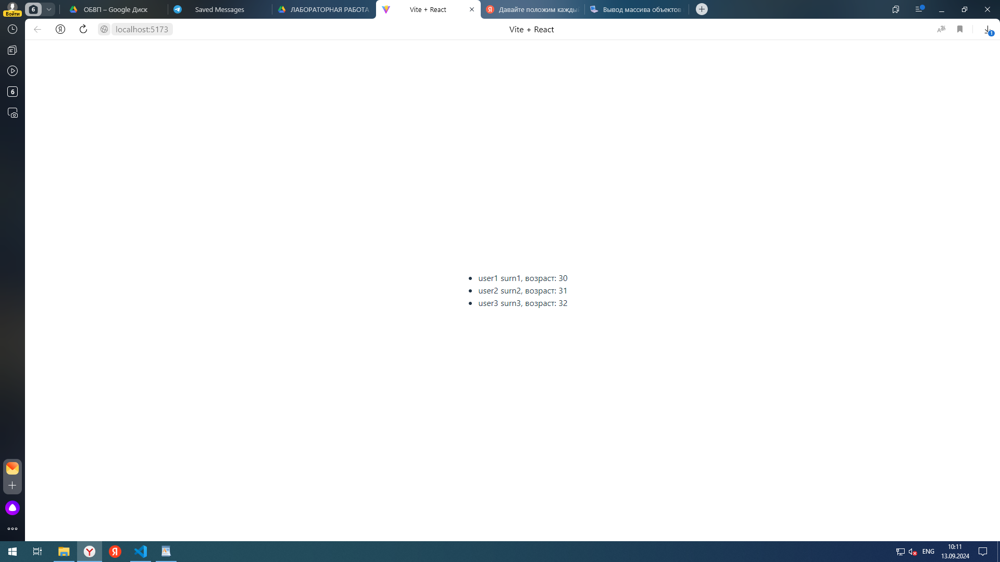 6
ОБВП – Google Диск
Saved Messages
ЛАБОРАТОРНАЯ РАБОТА
Vite + React
Давайте положим каждый
Вывод массива объектов
Войти
Я
localhost:5173
Vite + React
1
6
user1 surn1, возраст: 30
user2 surn2, возраст: 31
user3 surn3, возраст: 32
ENG
10:11
13.09.2024